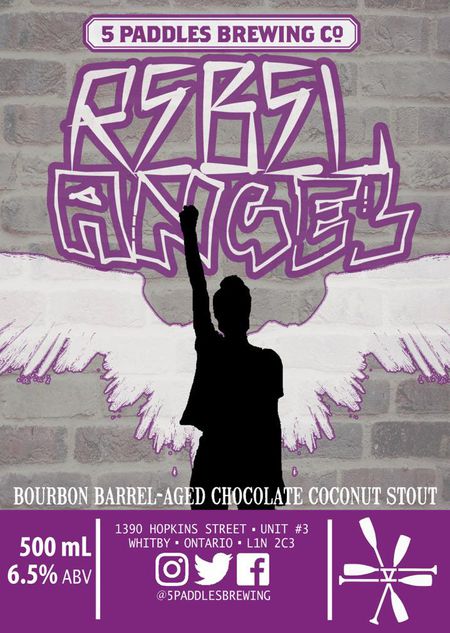 5 PADDLES BREWING Cº
REBEL
ANGEL
BOURBON BARREL-AGED CHOCOLATE COCONUT STOUT
500 mL
6.5% ABV
1390 HOPKINS STREET • UNIT #3
WHITBY • ONTARIO • L1N 2C3
@5PADDLESBREWING
V